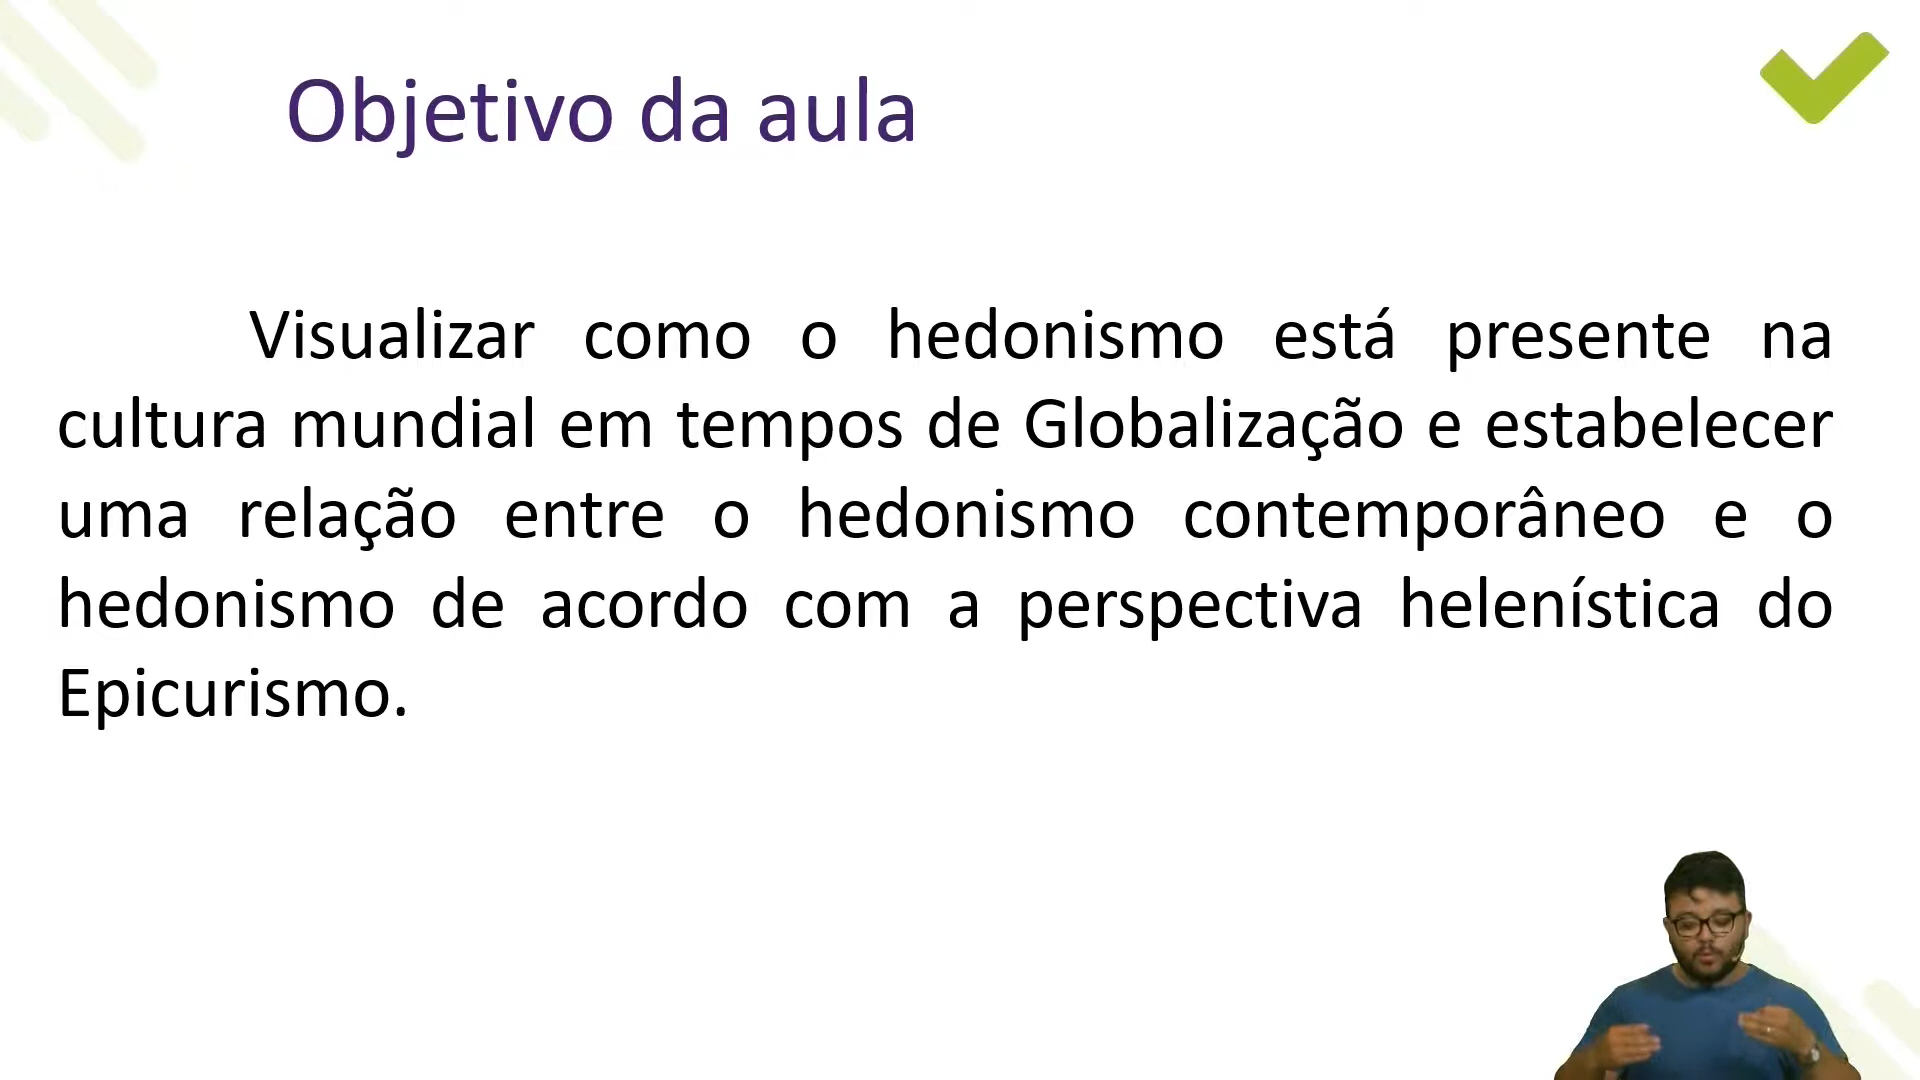 Objetivo da aula
Visualizar como o hedonismo está presente na
cultura mundial em tempos de Globalização e estabelecer
uma relação entre o hedonismo contemporâneo e o
hedonismo de acordo com a perspectiva helenística do
Epicurismo.